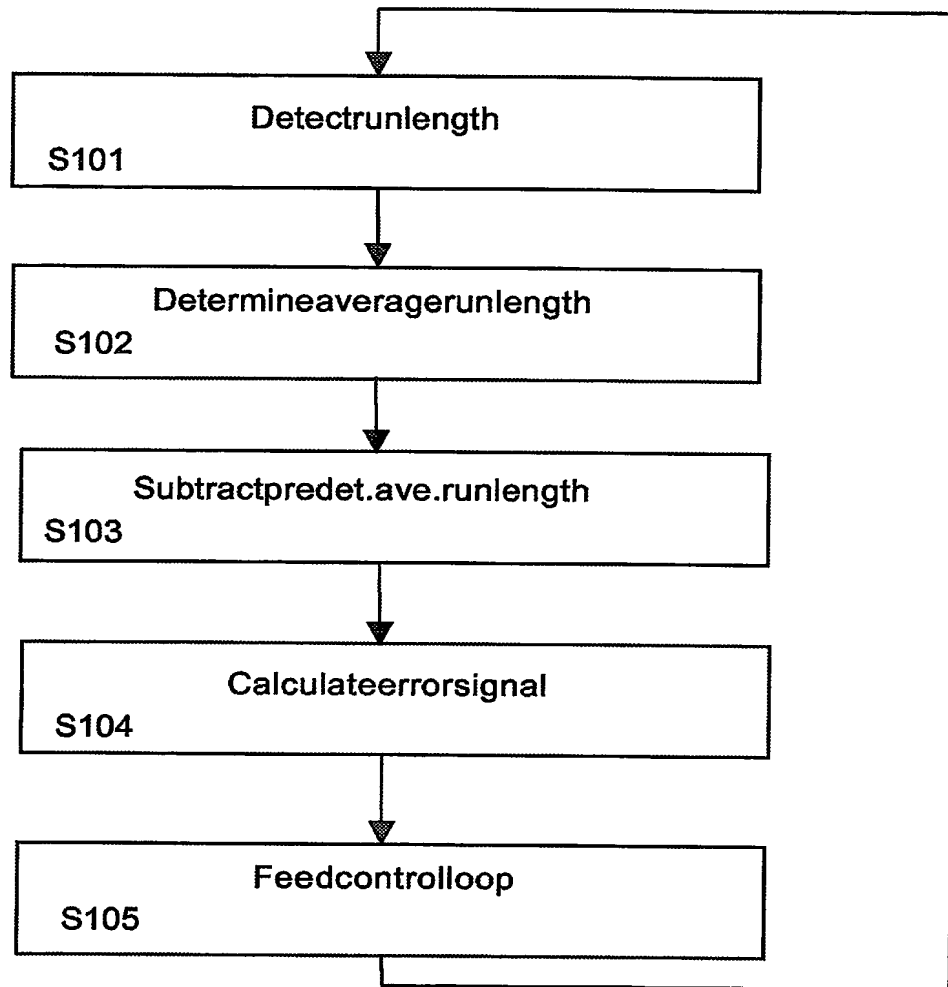 Detectrunlength
S101
Determineaveragerunlength
S102
Subtractpredet.ave.runlength
S103
Calculateerrorsignal
S104
Feedcontrolloop
S105